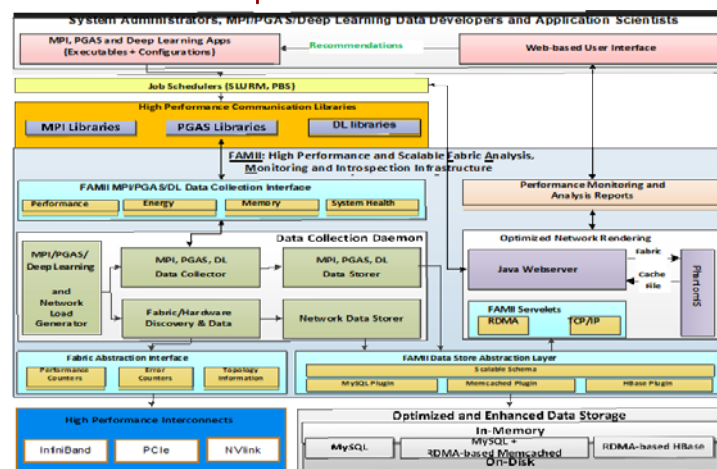 System Administrators, MPI/PGAS/Deep Learning Data Developers and Application Scientists
MPI, PGAS and Deep Learning Apps
(Executables + Configurations)
Recommendations
Web-based User Interface
Job Schedulers (SLURM, PBS)
High Performance Communication Libraries
MPI Libraries
PGAS Libraries
DL libraries
FAMII: High Performance and Scalable Fabric Analysis,
Monitoring and Introspection Infrastructure
FAMII MPI/PGAS/DL Data Collection Interface
Performance
Energy
Memory
System Health
Performance Monitoring and
Analysis Reports
Data Collection Daemon
MPI/PGAS/
Deep Learning
and
Network
Load
Generator
MPI, PGAS, DL
Data Collector
MPI, PGAS, DL
Data Storer
Fabric/Hardware
Discovery & Data
Network Data Storer
Optimized Network Rendering
Java Webserver
Fabric
Cache
File
FAMII Servelets
RDMA
TCP/IP
Fabric Abstraction Interface
Performance
Counters
Error
Counters
Topology
Information
FAMII Data Store Abstraction Layer
Scalable Schema
MySQL Plugin
Memcached Plugin
HBase Plugin
High Performance Interconnects
InfiniBand
PCIe
NVlink
Optimized and Enhanced Data Storage
In-Memory
MySQL
MySQL +
RDMA-based Memcached
RDMA-based HBase
On-Disk